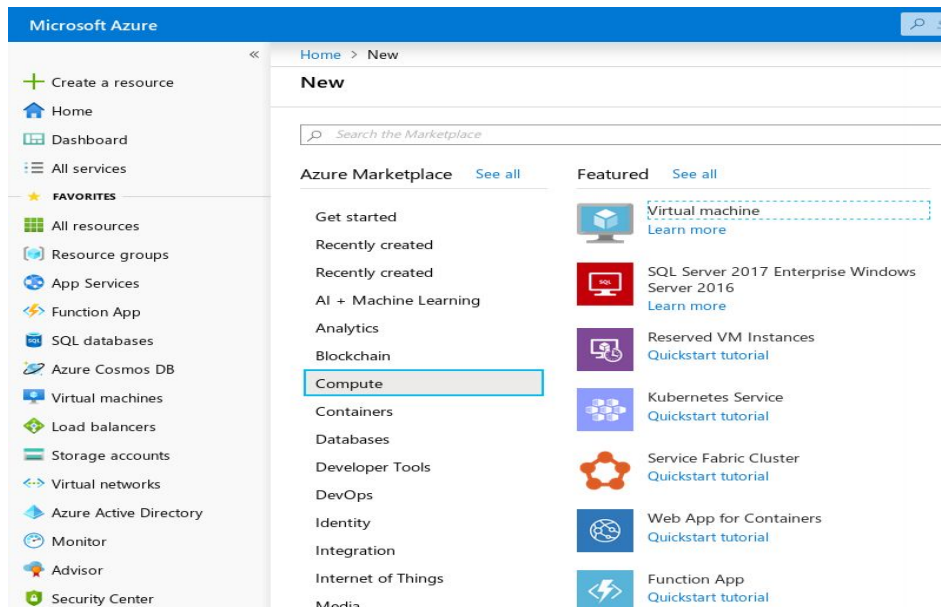 Microsoft Azure
«
Home > New
New
Search the Marketplace
Create a resource
Home
Dashboard
All services
FAVORITES
All resources
Resource groups
App Services
Function App
SQL databases
Azure Cosmos DB
Virtual machines
Load balancers
Storage accounts
Virtual networks
Azure Active Directory
Monitor
Advisor
Security Center
Azure Marketplace See all
Get started
Recently created
Recently created
AI + Machine Learning
Analytics
Blockchain
Compute
Containers
Databases
Developer Tools
DevOps
Identity
Integration
Internet of Things
Media
Featured See all
Virtual machine
Learn more
SQL
SQL Server 2017 Enterprise Windows
Server 2016
Learn more
Reserved VM Instances
Quickstart tutorial
Kubernetes Service
Quickstart tutorial
Service Fabric Cluster
Quickstart tutorial
Web App for Containers
Quickstart tutorial
Function App
Quickstart tutorial